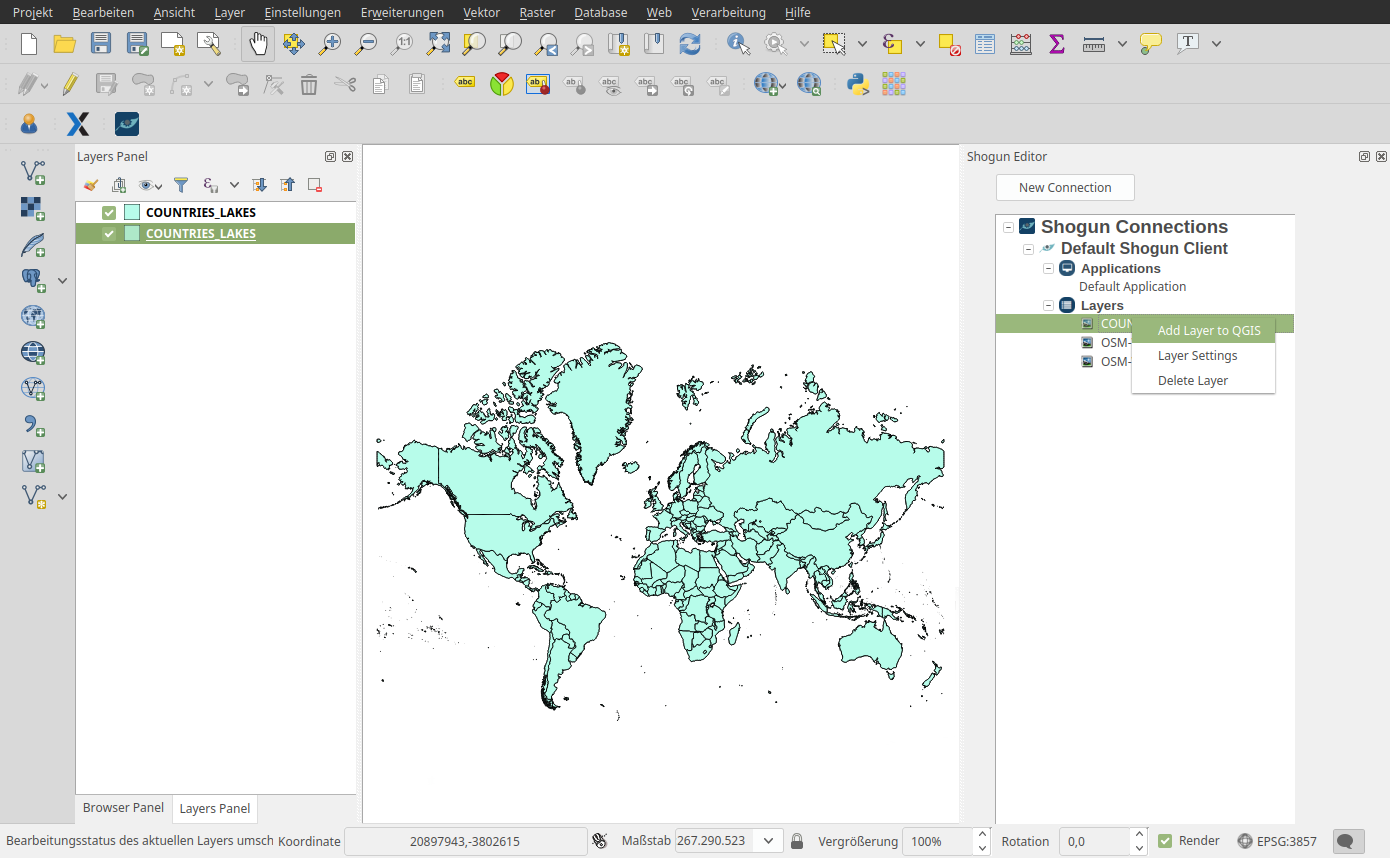 Projekt Bearbeiten Ansicht Layer Einstellungen Erweiterungen Vektor Raster Database Web Verarbeitung Hilfe
Layers Panel
COUNTRIES_LAKES
COUNTRIES_LAKES
Browser Panel Layers Panel
Shogun Editor
New Connection
Shogun Connections
Default Shogun Client
Applications
Default Application
Layers
COUN
OSM-
OSM-
Add Layer to QGIS
Layer Settings
Delete Layer
Bearbeitungsstatus des aktuellen Layers umsch Koordinate 20897943,-3802615 Maßstab 267.290.523 Vergrößerung 100% Rotation 0,0 Render EPSG:3857